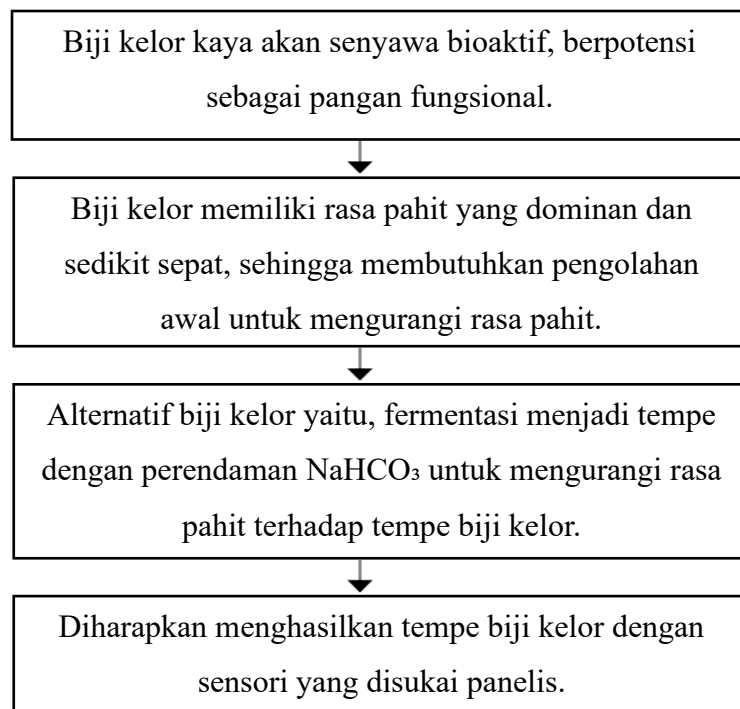 Biji kelor kaya akan senyawa bioaktif, berpotensi
sebagai pangan fungsional.
Biji kelor memiliki rasa pahit yang dominan dan
sedikit sepat, sehingga membutuhkan pengolahan
awal untuk mengurangi rasa pahit.
Alternatif biji kelor yaitu, fermentasi menjadi tempe
dengan perendaman NaHCO₃ untuk mengurangi rasa
pahit terhadap tempe biji kelor.
Diharapkan menghasilkan tempe biji kelor dengan
sensori yang disukai panelis.